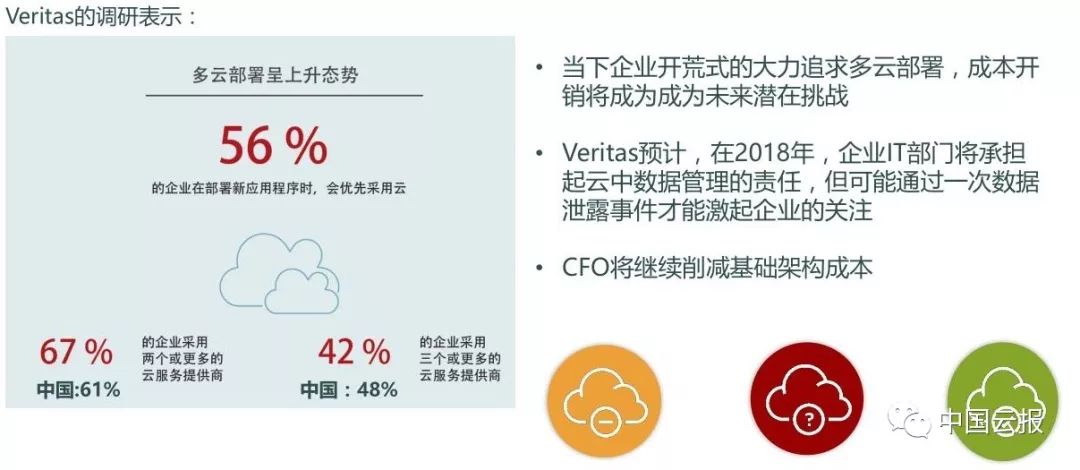 Veritas的调研表示：
多云部署呈上升态势
56 %
的企业在部署新应用程序时，会优先采用云
67 %
的企业采用
两个或更多的
云服务提供商
中国:61%
42 %
的企业采用
三个或更多的
云服务提供商
中国：48%
• 当下企业开荒式的大力追求多云部署，成本开
销将成为成为未来潜在挑战
• Veritas预计，在2018年，企业IT部门将承担
起云中数据管理的责任，但可能通过一次数据
泄露事件才能激起企业的关注
• CFO将继续削减基础架构成本
?
中国云报